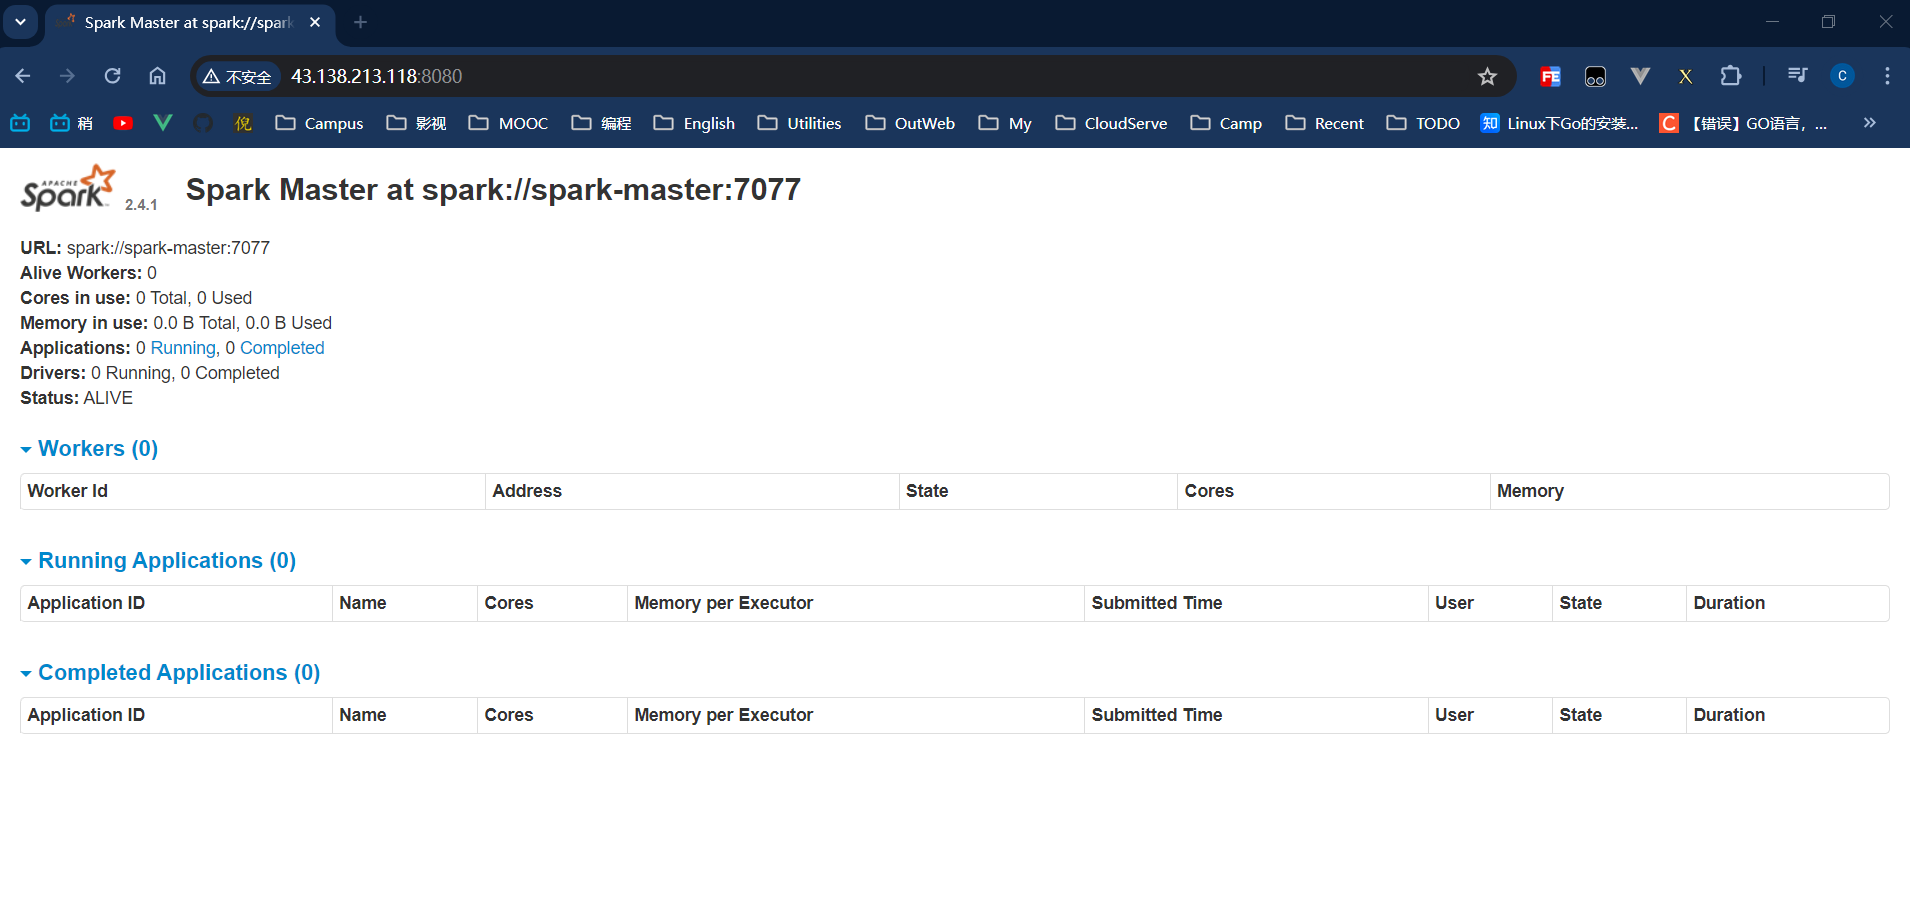 Spark Master at spark://spark
不安全 43.138.213.118:8080
稍 倪 Campus 影视 MOOC 编程 English Utilities OutWeb My CloudServe Camp Recent TODO 知 Linux下Go的安装... C 【错误】GO语言，... »
FE X C
APACHE Spark 2.4.1 Spark Master at spark://spark-master:7077
URL: spark://spark-master:7077
Alive Workers: 0
Cores in use: 0 Total, 0 Used
Memory in use: 0.0 B Total, 0.0 B Used
Applications: 0 Running, 0 Completed
Drivers: 0 Running, 0 Completed
Status: ALIVE
Workers (0)
Worker Id Address State Cores Memory
Running Applications (0)
Application ID Name Cores Memory per Executor Submitted Time User State Duration
Completed Applications (0)
Application ID Name Cores Memory per Executor Submitted Time User State Duration